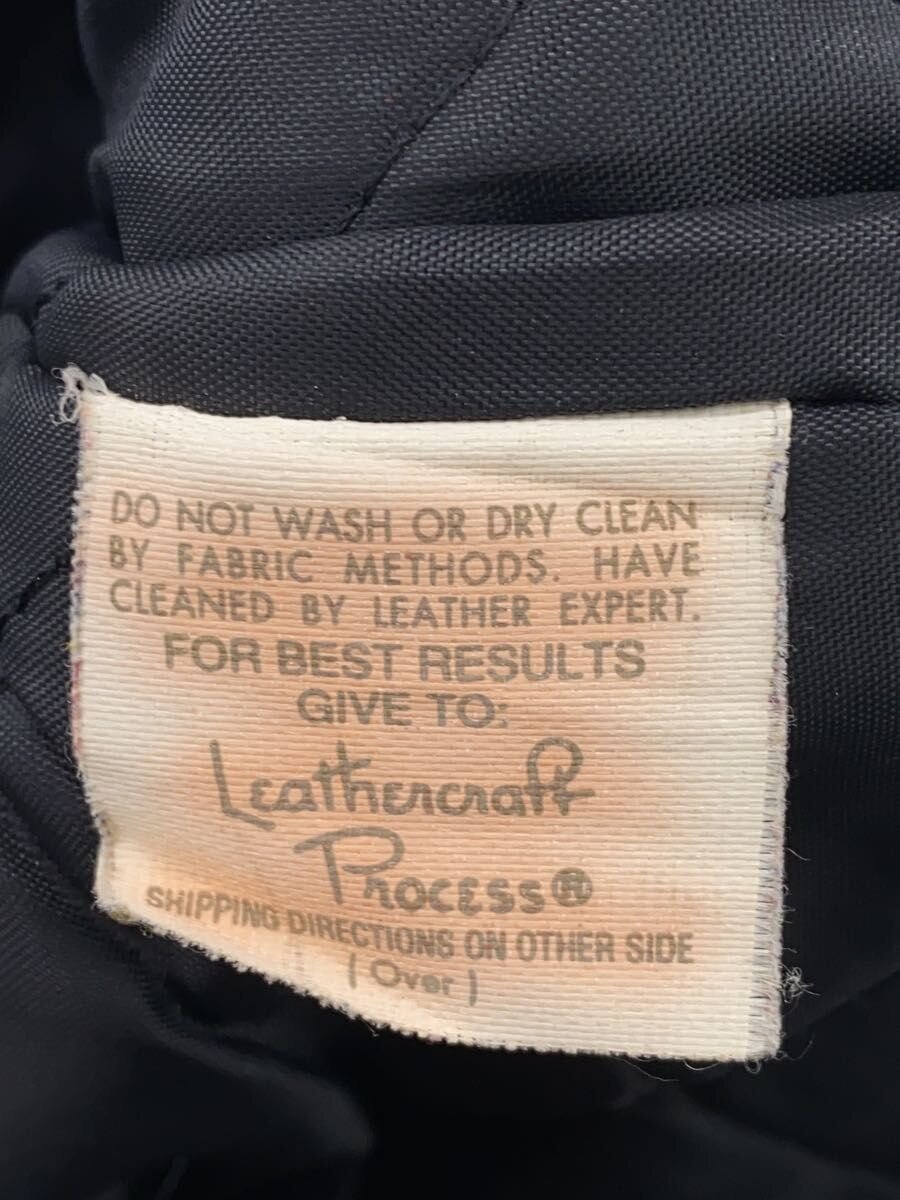 DO NOT WASH OR DRY CLEAN
BY FABRIC METHODS. HAVE
CLEANED BY LEATHER EXPERT.
FOR BEST RESULTS
GIVE TO:
Leathercraft
Process®
SHIPPING DIRECTIONS ON OTHER SIDE
(Over)